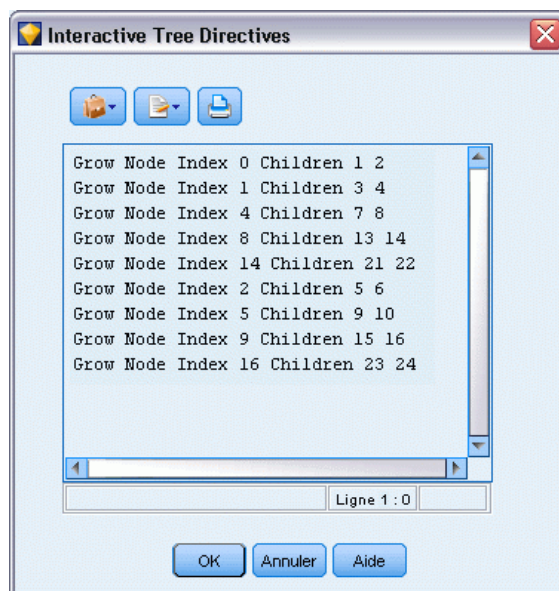 Interactive Tree Directives
Grow Node Index 0 Children 1 2
Grow Node Index 1 Children 3 4
Grow Node Index 4 Children 7 8
Grow Node Index 8 Children 13 14
Grow Node Index 14 Children 21 22
Grow Node Index 2 Children 5 6
Grow Node Index 5 Children 9 10
Grow Node Index 9 Children 15 16
Grow Node Index 16 Children 23 24
Ligne 1 : 0
OK Annuler Aide